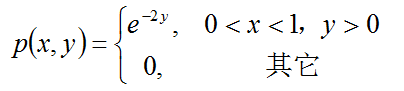 p(x, y) = { e^{-2y}, 0 < x < 1，y > 0
0, 其它